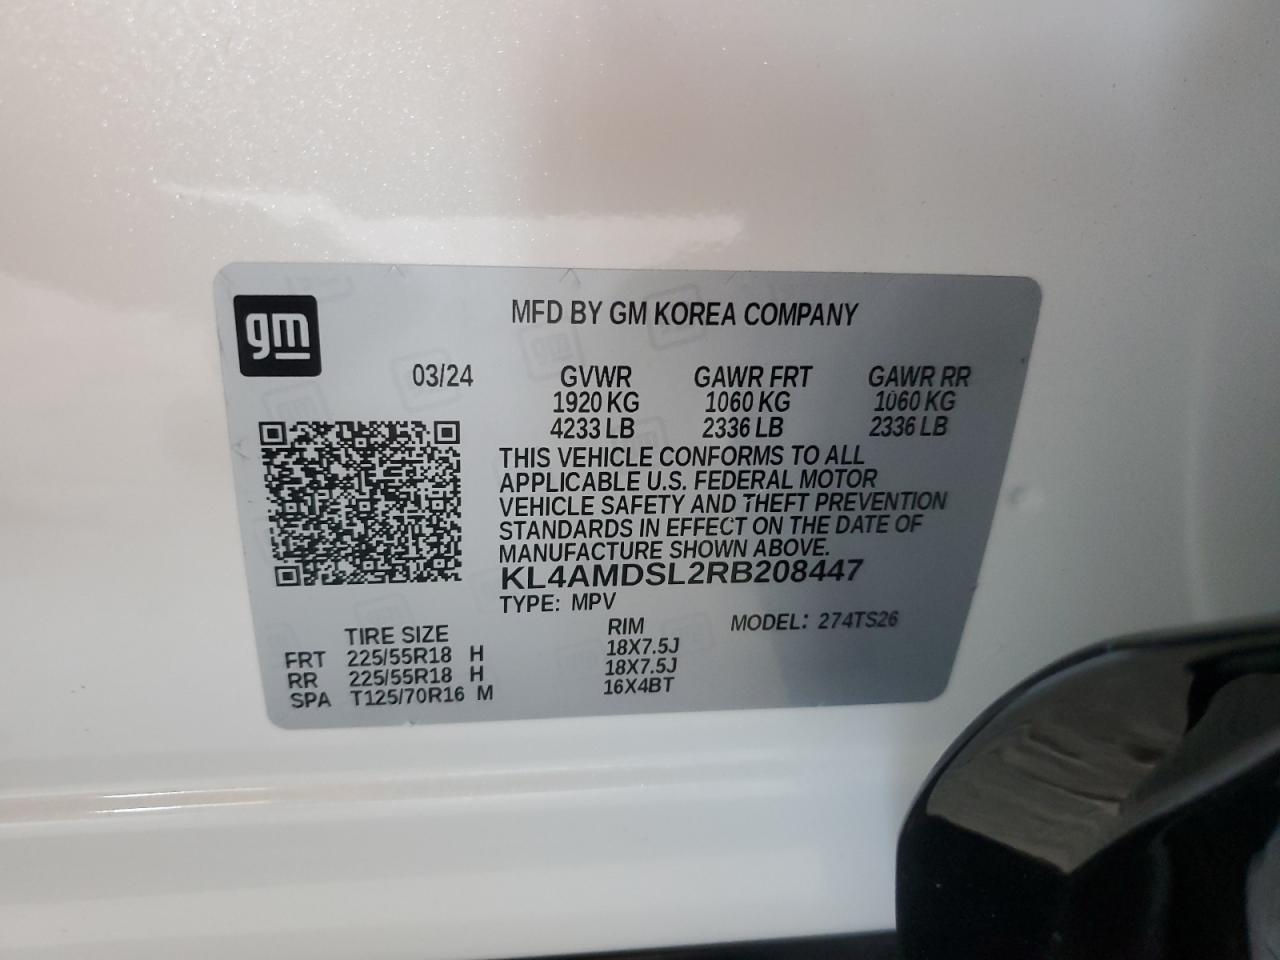 gm
MFD BY GM KOREA COMPANY
03/24 GVWR GAWR FRT GAWR RR
1920 KG 1060 KG 1060 KG
4233 LB 2336 LB 2336 LB
THIS VEHICLE CONFORMS TO ALL
APPLICABLE U.S. FEDERAL MOTOR
VEHICLE SAFETY AND THEFT PREVENTION
STANDARDS IN EFFECT ON THE DATE OF
MANUFACTURE SHOWN ABOVE.
KL4AMDSL2RB208447
TYPE: MPV
TIRE SIZE RIM MODEL: 274TS26
FRT 225/55R18 H 18X7.5J
RR 225/55R18 H 18X7.5J
SPA T125/70R16 M 16X4BT